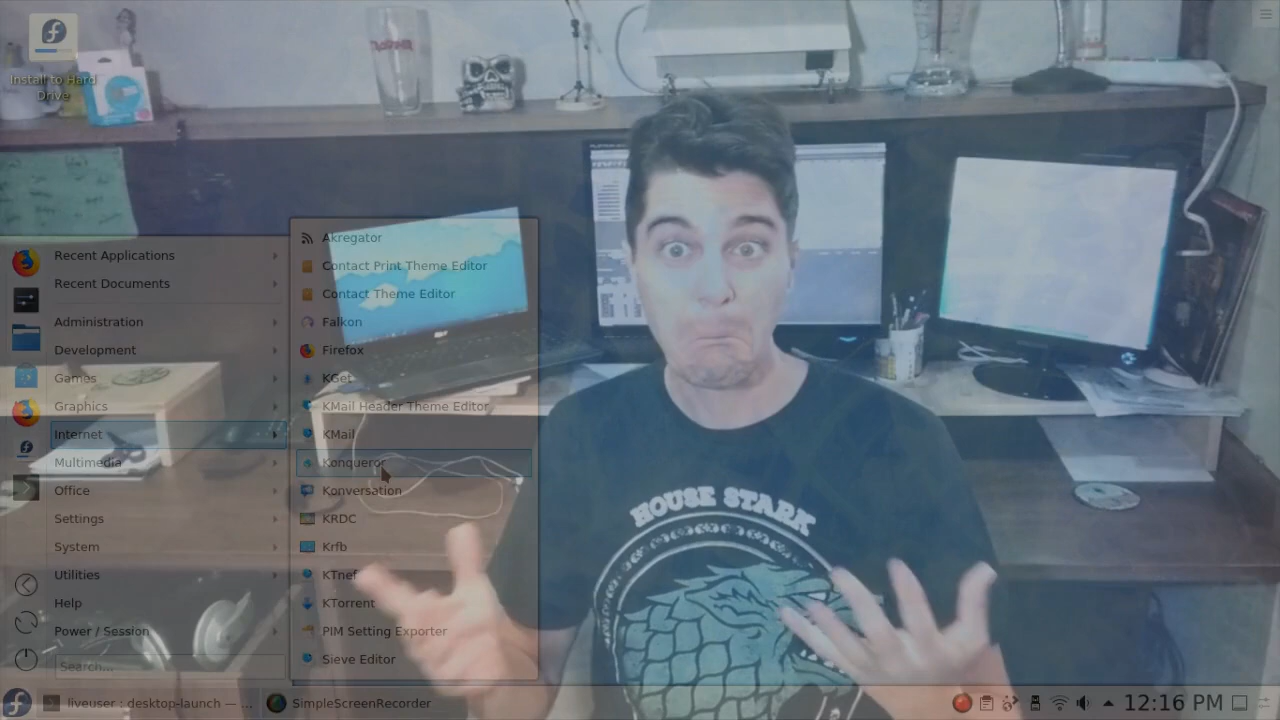 Install to Hard
Drive
Recent Applications
Recent Documents
Administration
Development
Games
Graphics
Internet
Multimedia
Office
Settings
System
Utilities
Help
Power / Session
Search...
Akregator
Contact Print Theme Editor
Contact Theme Editor
Falkon
Firefox
KGet
KMail Header Theme Editor
KMail
Konqueror
Konversation
KRDC
Krfb
KTnef
KTorrent
PIM Setting Exporter
Sieve Editor
HOUSE STARK
liveuser : desktop-launch — ...
SimpleScreenRecorder
12:16 PM